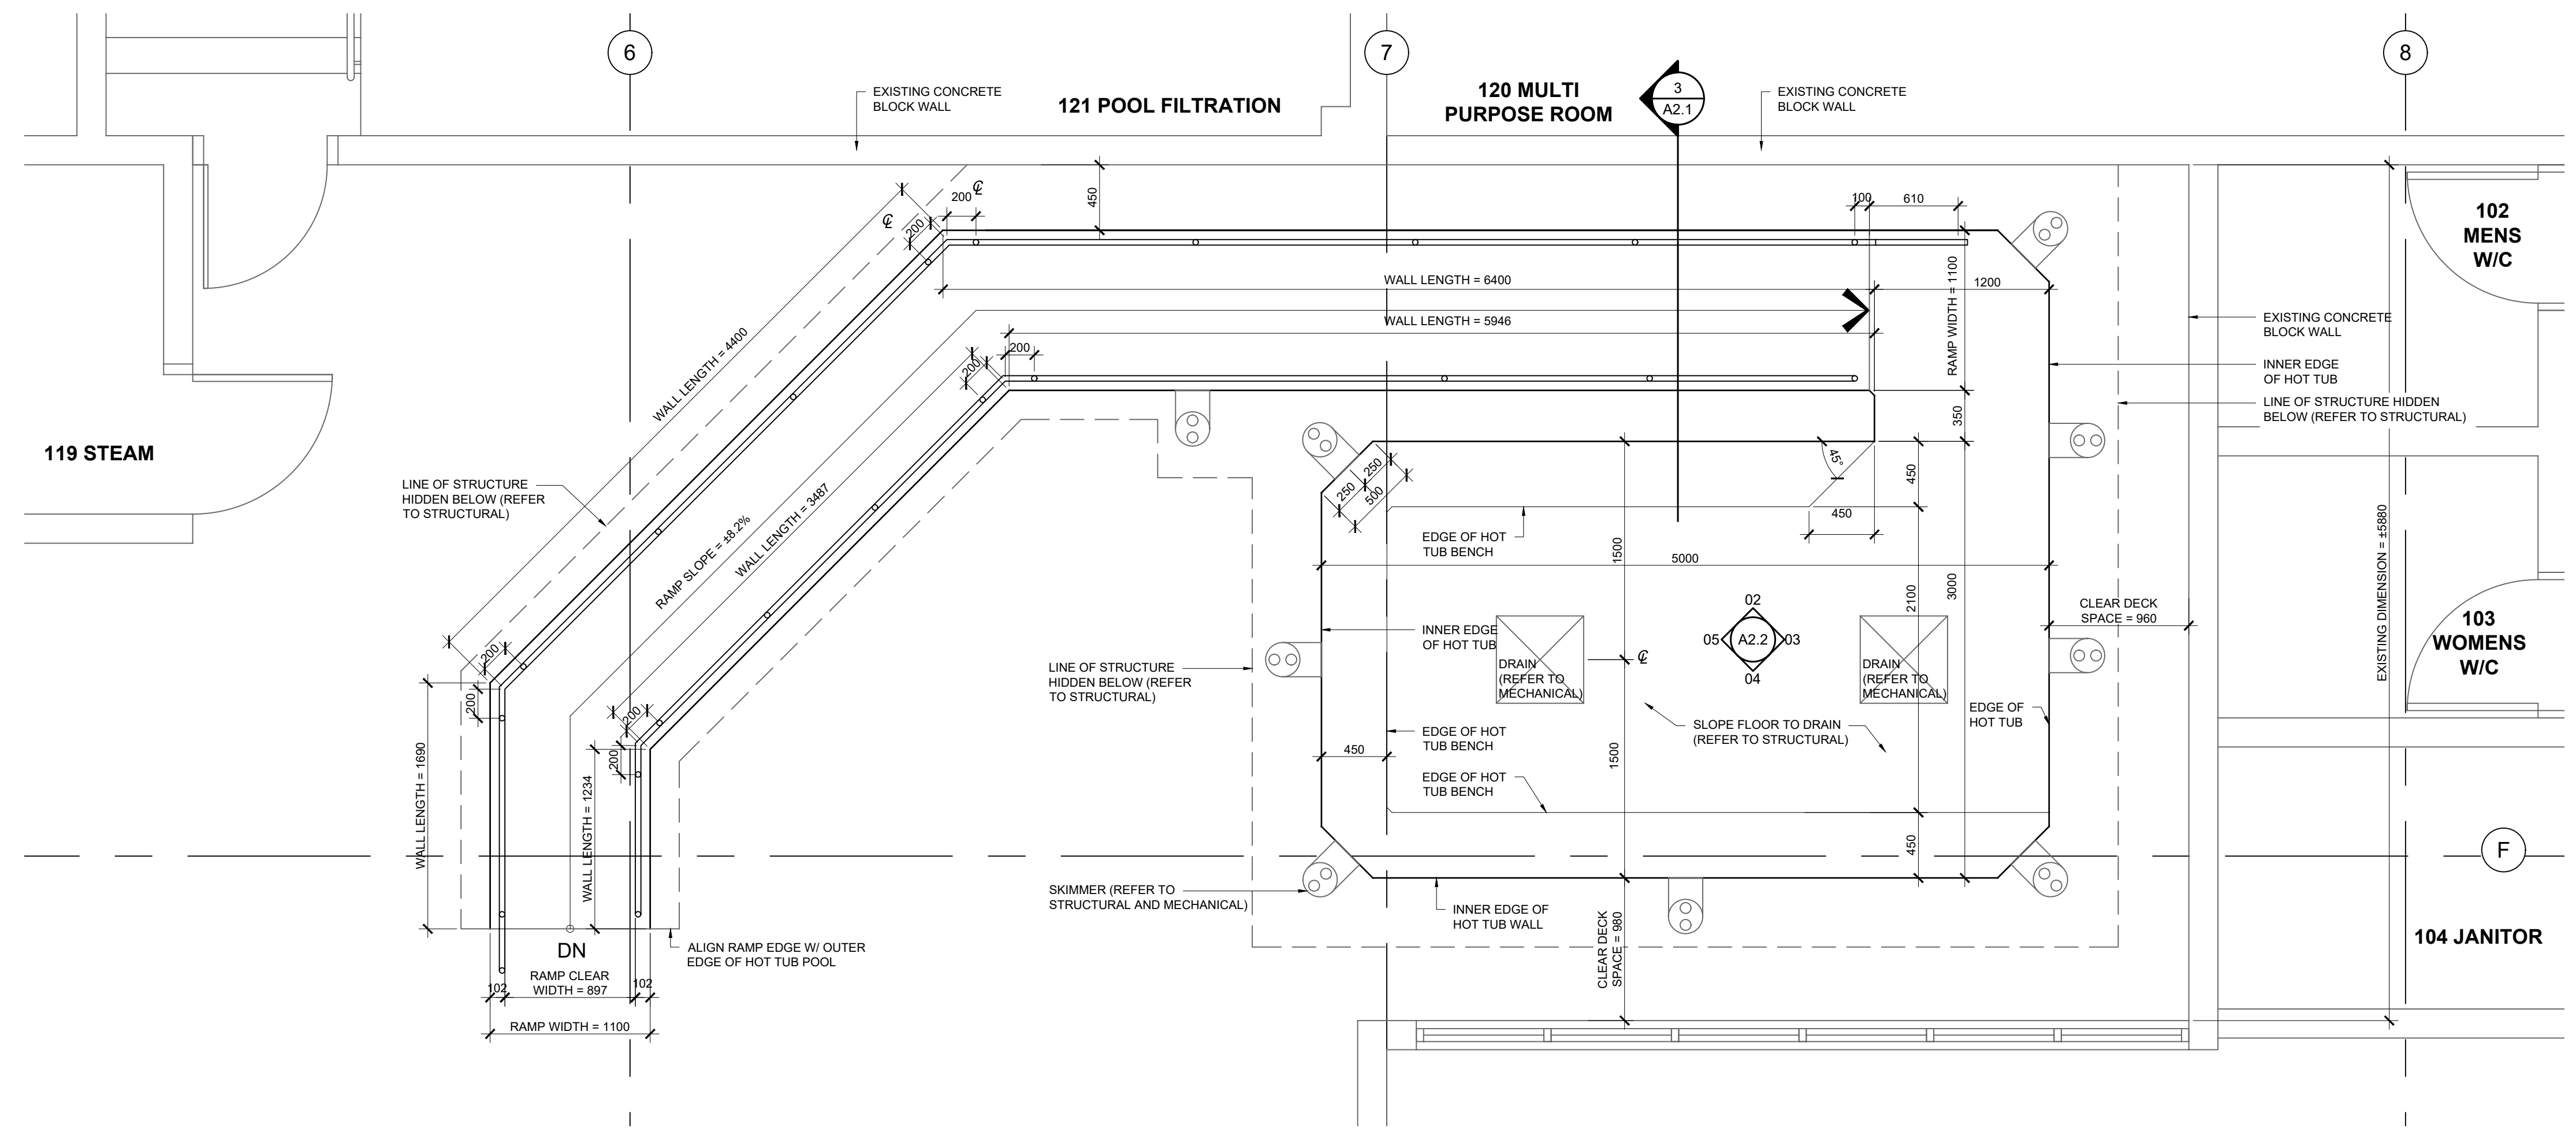 6
7
8
EXISTING CONCRETE
BLOCK WALL
121 POOL FILTRATION
120 MULTI
PURPOSE ROOM
3
A2.1
EXISTING CONCRETE
BLOCK WALL
200
℄
℄
200
450
100
610
102
MENS
W/C
WALL LENGTH = 6400
1200
RAMP WIDTH = 1100
WALL LENGTH = 5946
EXISTING CONCRETE
BLOCK WALL
INNER EDGE
OF HOT TUB
LINE OF STRUCTURE HIDDEN
BELOW (REFER TO STRUCTURAL)
200
200
WALL LENGTH = 4400
350
119 STEAM
LINE OF STRUCTURE
HIDDEN BELOW (REFER
TO STRUCTURAL)
RAMP SLOPE = ±8.2%
WALL LENGTH = 3487
250
250
500
45°
450
450
EDGE OF HOT
TUB BENCH
1500
5000
2100
3000
EXISTING DIMENSION = ±5880
CLEAR DECK
SPACE = 960
103
WOMENS
W/C
02
05
A2.2
03
04
INNER EDGE
OF HOT TUB
DRAIN
(REFER TO
MECHANICAL)
℄
DRAIN
(REFER TO
MECHANICAL)
LINE OF STRUCTURE
HIDDEN BELOW (REFER
TO STRUCTURAL)
200
200
200
200
EDGE OF
HOT TUB
SLOPE FLOOR TO DRAIN
(REFER TO STRUCTURAL)
EDGE OF HOT
TUB BENCH
450
1500
EDGE OF HOT
TUB BENCH
WALL LENGTH = 1690
WALL LENGTH = 1234
450
F
SKIMMER (REFER TO
STRUCTURAL AND MECHANICAL)
INNER EDGE OF
HOT TUB WALL
CLEAR DECK
SPACE = 980
104 JANITOR
DN
ALIGN RAMP EDGE W/ OUTER
EDGE OF HOT TUB POOL
RAMP CLEAR
WIDTH = 897
102
102
RAMP WIDTH = 1100